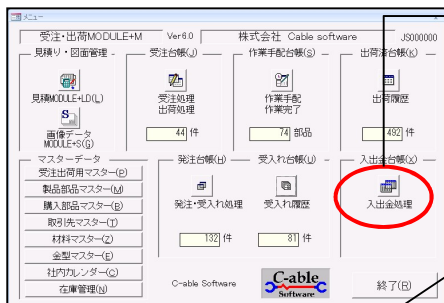 メニュー
受注・出荷MODULE+M Ver6.0 株式会社 Cable software JS000000
見積り・図面管理
見積MODULE+LD(L)
画像データ
MODULE+S(G)
受注台帳(J)
受注処理
出荷処理
44 件
作業手配台帳(S)
作業手配
作業完了
74 部品
出荷済台帳(K)
出荷履歴
492 件
マスターデータ
受注出荷用マスター(P)
製品部品マスター(M)
購入部品マスター(B)
取引先マスター(T)
材料マスター(Z)
金型マスター(E)
社内カレンダー(C)
在庫管理(N)
発注台帳(H)
発注・受入れ処理
132 件
受入れ台帳(U)
受入れ履歴
81 件
入出金台帳(X)
入出金処理
C-able Software
C-able
Software
終了(R)